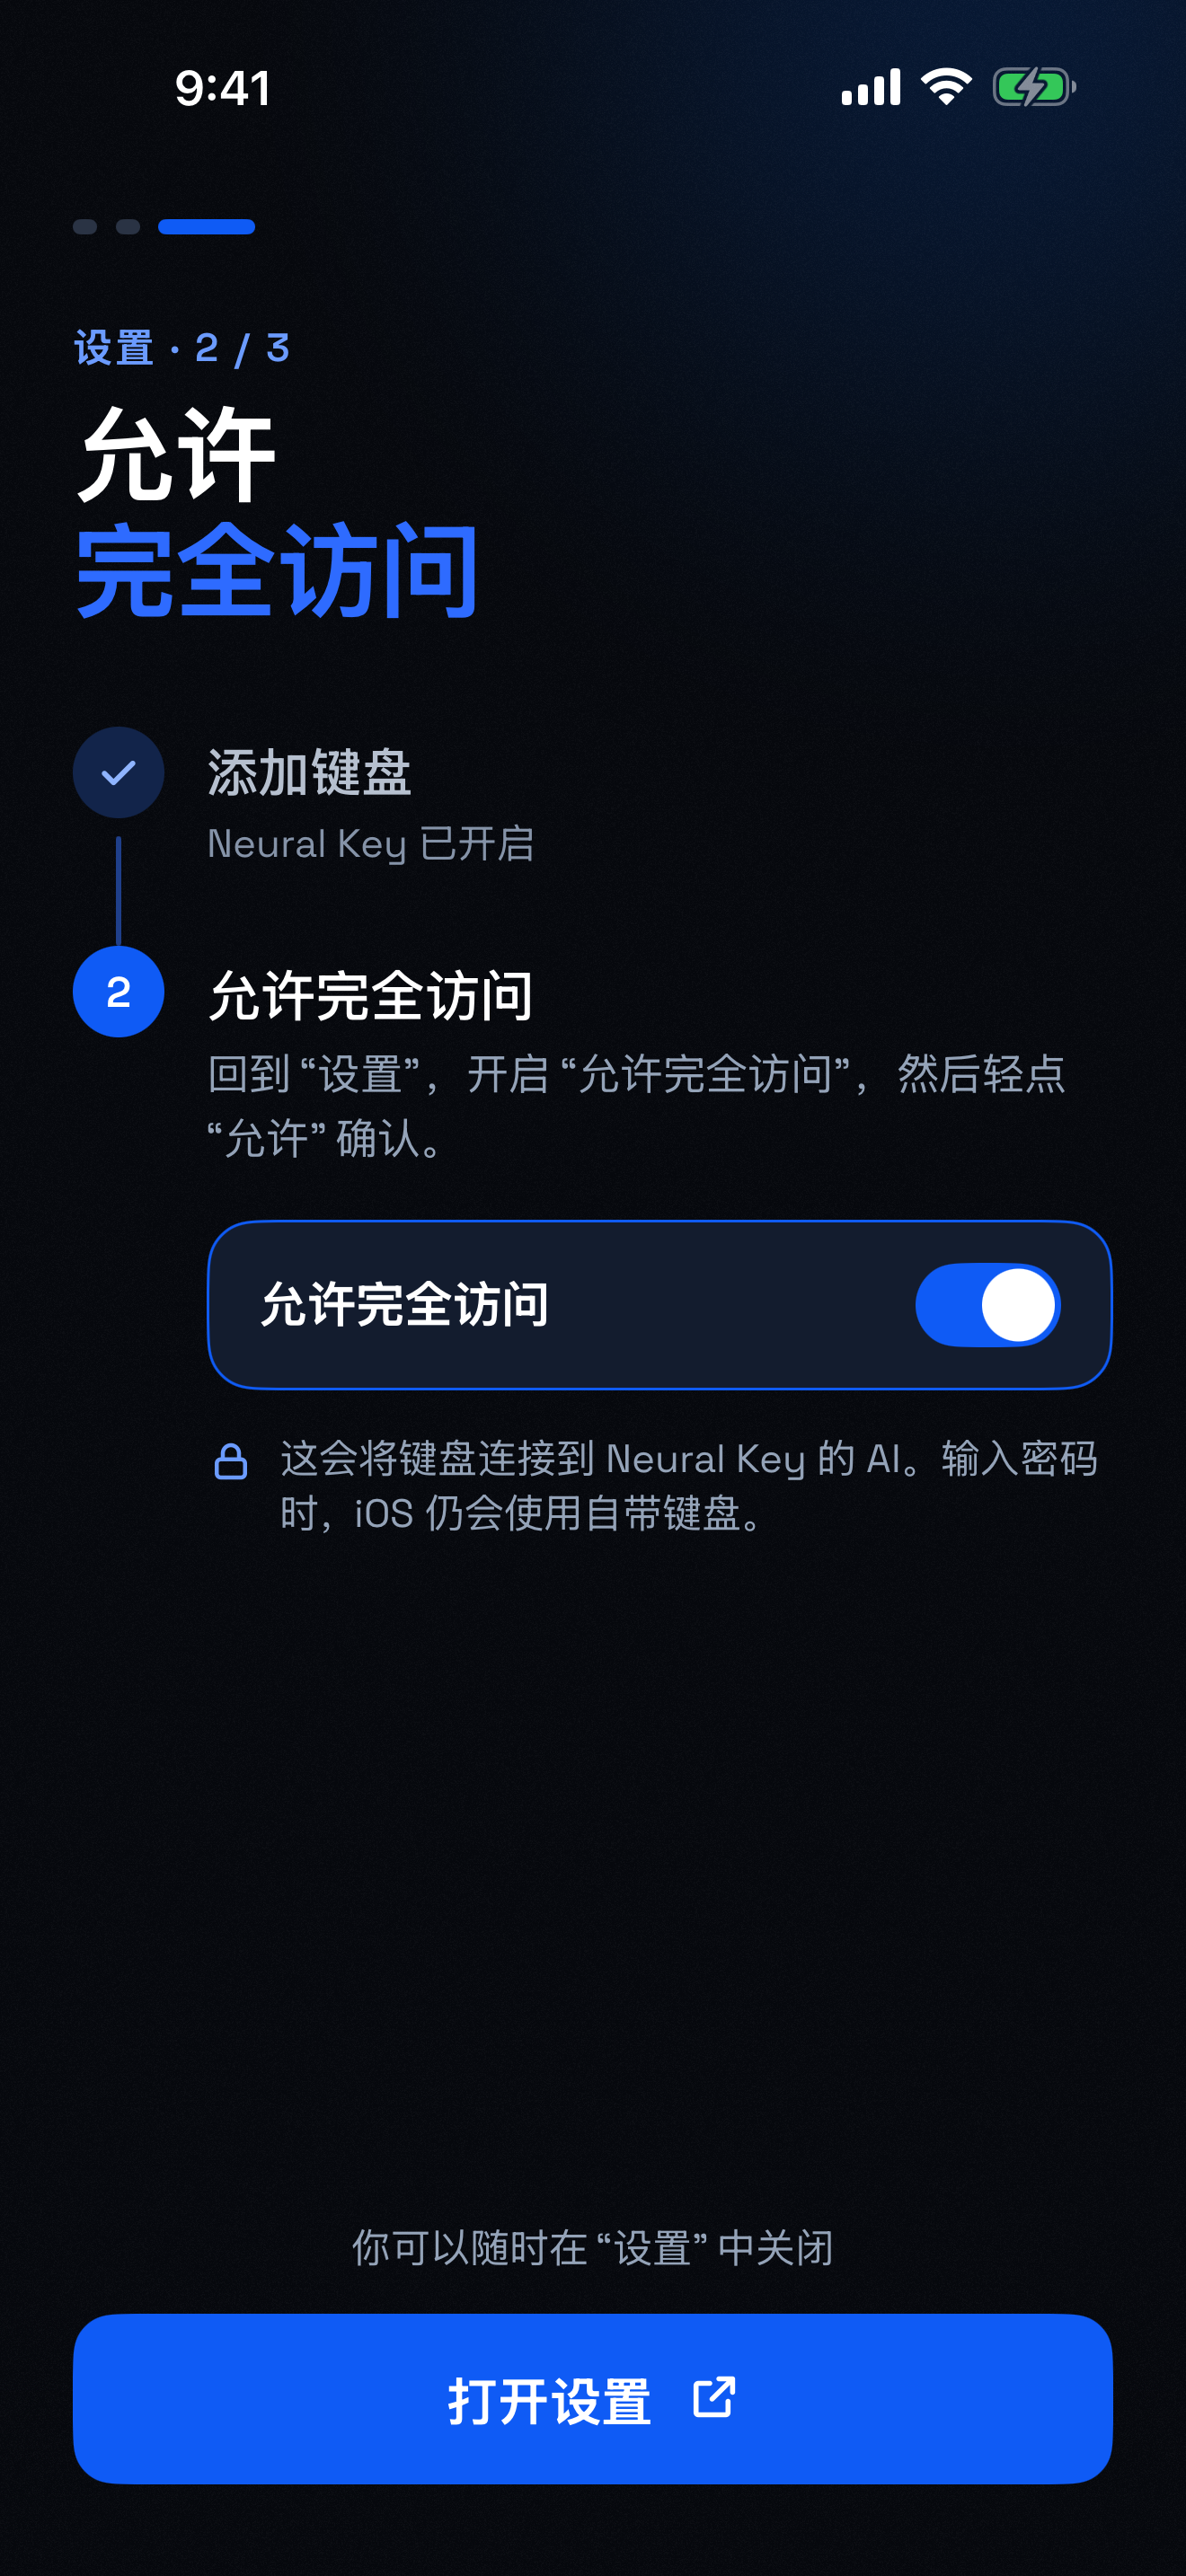 9:41
设置 · 2 / 3
允许
完全访问
添加键盘
Neural Key 已开启
2
允许完全访问
回到 “设置”，开启 “允许完全访问”，然后轻点
“允许” 确认。
允许完全访问
这会将键盘连接到 Neural Key 的 AI。输入密码
时，iOS 仍会使用自带键盘。
你可以随时在 “设置” 中关闭
打开设置